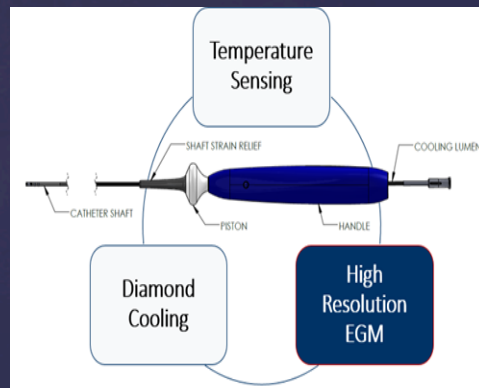 Temperature
Sensing
SHAFT STRAIN RELIEF
COOLING LUMEN
CATHETER SHAFT
PISTON
HANDLE
Diamond
Cooling
High
Resolution
EGM